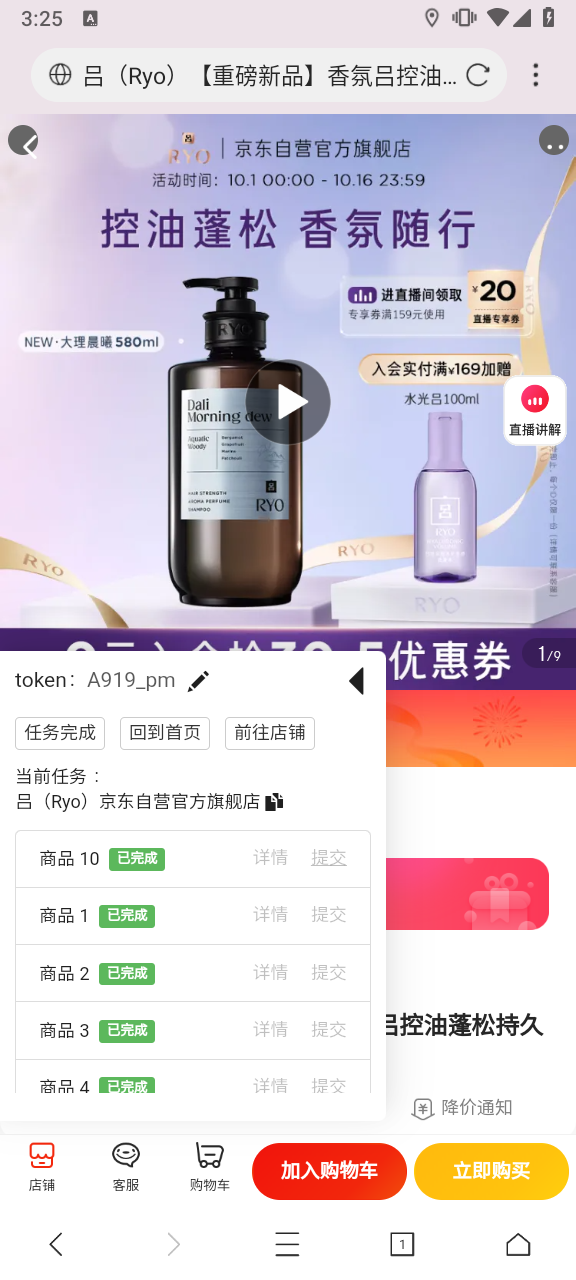 3:25
A
吕（Ryo）【重磅新品】香氛吕控油...
RYO | 京东自营官方旗舰店
活动时间：10.1 00:00 - 10.16 23:59
控油蓬松 香氛随行
进直播间领取
专享券满159元使用
¥20
直播专享券
NEW·大理晨曦 580ml
入会实付满¥169加赠
水光吕100ml
直播讲解
RYO
Dali
Morning dew
Aquatic
Woody
HAIR STRENGTH
AROMA PERFUME
SHAMPOO
RYO
吕
RYO
RYO
RYO
RYO
优惠券
1/9
token： A919_pm
任务完成
回到首页
前往店铺
当前任务：
吕（Ryo）京东自营官方旗舰店
商品 10 已完成 详情 提交
商品 1 已完成 详情 提交
商品 2 已完成 详情 提交
商品 3 已完成 详情 提交
商品 4 已完成 详情 提交
吕控油蓬松持久
降价通知
店铺
客服
购物车
加入购物车
立即购买
1